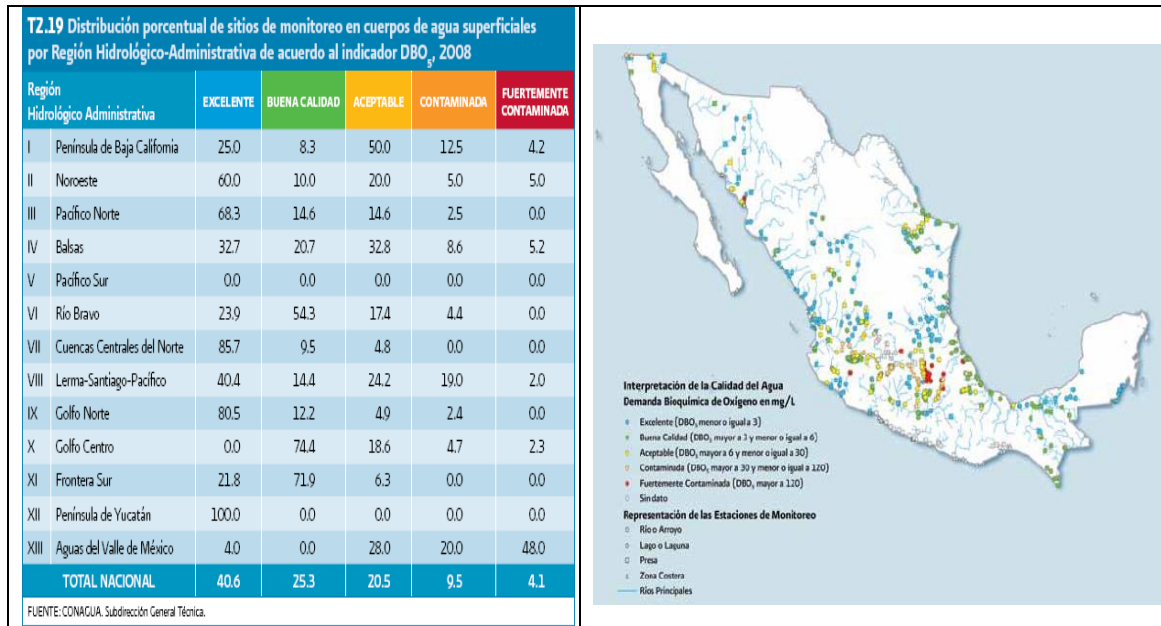 T2.19 Distribución porcentual de sitios de monitoreo en cuerpos de agua superficiales
por Región Hidrológico-Administrativa de acuerdo al indicador DBO5, 2008
Región
Hidrológico Administrativa
EXCELENTE BUENA CALIDAD ACEPTABLE CONTAMINADA FUERTEMENTE
CONTAMINADA
I Península de Baja California 25.0 8.3 50.0 12.5 4.2
II Noroeste 60.0 10.0 20.0 5.0 5.0
III Pacífico Norte 68.3 14.6 14.6 2.5 0.0
IV Balsas 32.7 20.7 32.8 8.6 5.2
V Pacífico Sur 0.0 0.0 0.0 0.0 0.0
VI Río Bravo 23.9 54.3 17.4 4.4 0.0
VII Cuencas Centrales del Norte 85.7 9.5 4.8 0.0 0.0
VIII Lerma-Santiago-Pacífico 40.4 14.4 24.2 19.0 2.0
IX Golfo Norte 80.5 12.2 4.9 2.4 0.0
X Golfo Centro 0.0 74.4 18.6 4.7 2.3
XI Frontera Sur 21.8 71.9 6.3 0.0 0.0
XII Península de Yucatán 100.0 0.0 0.0 0.0 0.0
XIII Aguas del Valle de México 4.0 0.0 28.0 20.0 48.0
TOTAL NACIONAL 40.6 25.3 20.5 9.5 4.1
FUENTE: CONAGUA. Subdirección General Técnica.
Interpretación de la Calidad del Agua
Demanda Bioquímica de Oxígeno en mg/L
Excelente (DBO5 menor o igual a 3)
Buena Calidad (DBO5 mayor a 3 y menor o igual a 6)
Aceptable (DBO5 mayor a 6 y menor o igual a 30)
Contaminada (DBO5 mayor a 30 y menor o igual a 120)
Fuertemente Contaminada (DBO5 mayor a 120)
Sin dato
Representación de las Estaciones de Monitoreo
Río o Arroyo
Lago o Laguna
Presa
Zona Costera
Ríos Principales